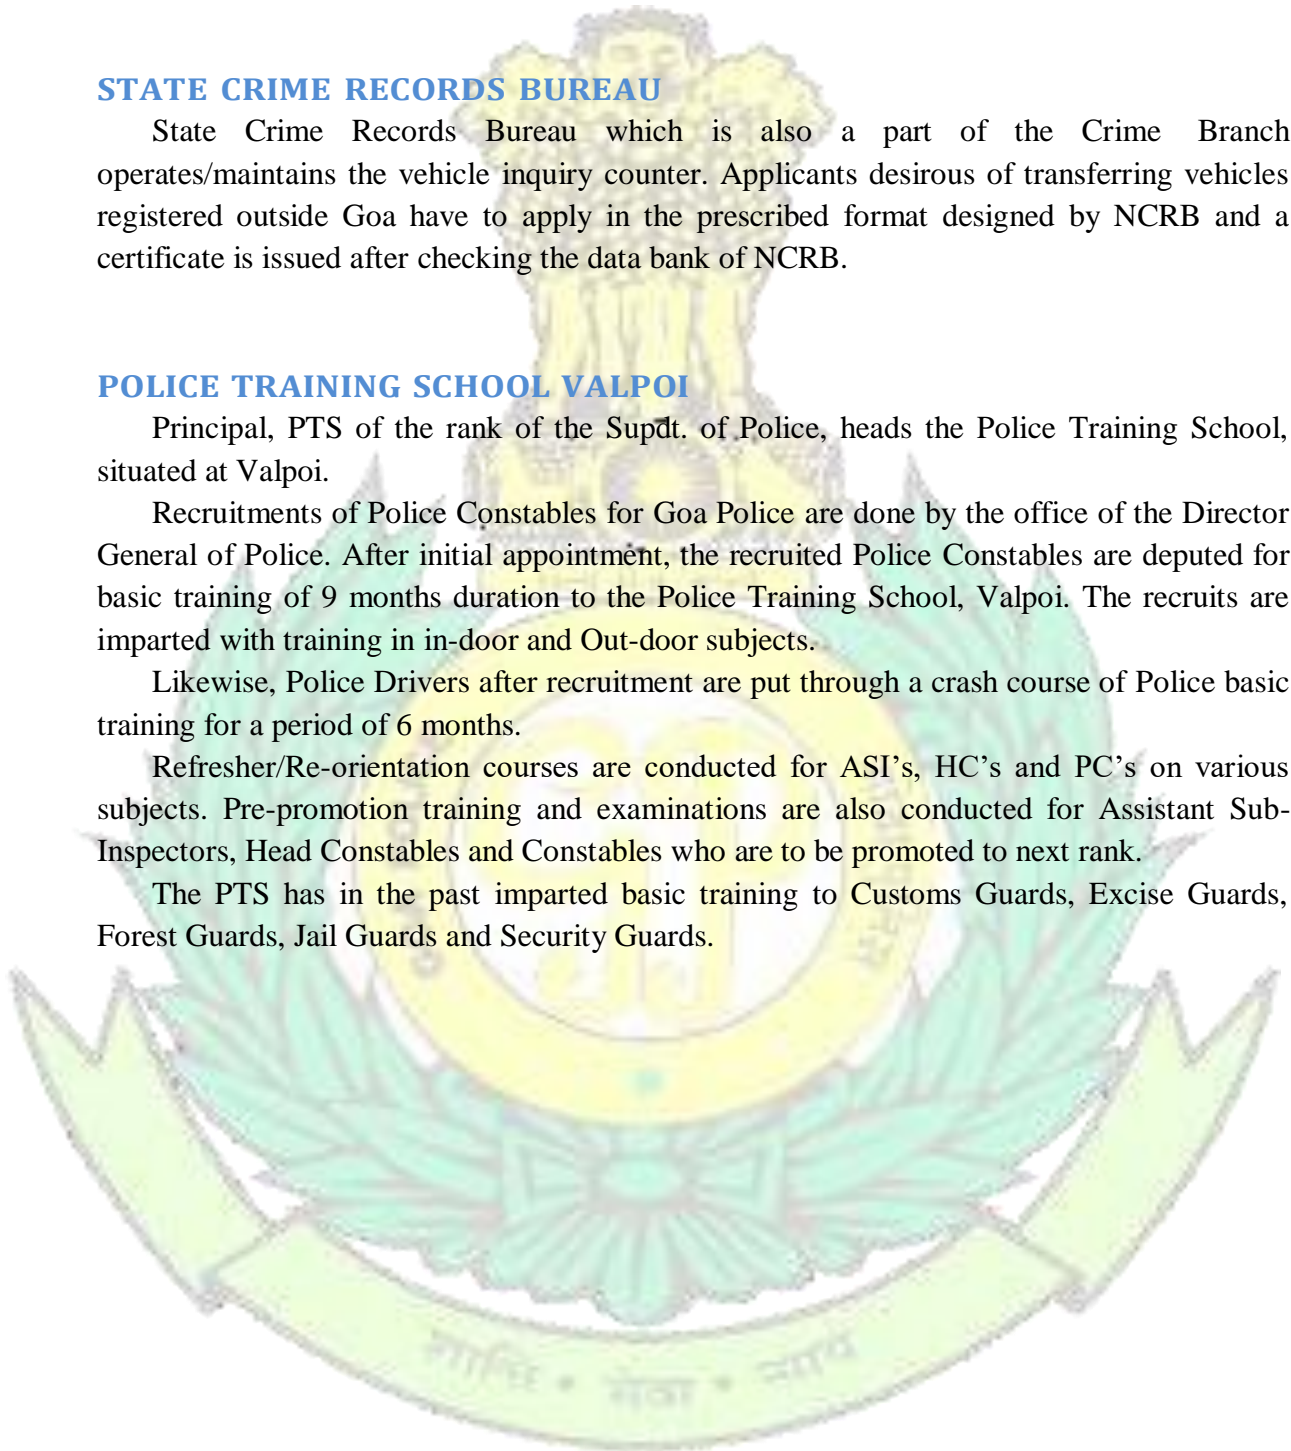 STATE CRIME RECORDS BUREAU
State Crime Records Bureau which is also a part of the Crime Branch
operates/maintains the vehicle inquiry counter. Applicants desirous of transferring vehicles
registered outside Goa have to apply in the prescribed format designed by NCRB and a
certificate is issued after checking the data bank of NCRB.
POLICE TRAINING SCHOOL VALPOI
Principal, PTS of the rank of the Supdt. of Police, heads the Police Training School,
situated at Valpoi.
Recruitments of Police Constables for Goa Police are done by the office of the Director
General of Police. After initial appointment, the recruited Police Constables are deputed for
basic training of 9 months duration to the Police Training School, Valpoi. The recruits are
imparted with training in in-door and Out-door subjects.
Likewise, Police Drivers after recruitment are put through a crash course of Police basic
training for a period of 6 months.
Refresher/Re-orientation courses are conducted for ASI’s, HC’s and PC’s on various
subjects. Pre-promotion training and examinations are also conducted for Assistant Sub-
Inspectors, Head Constables and Constables who are to be promoted to next rank.
The PTS has in the past imparted basic training to Customs Guards, Excise Guards,
Forest Guards, Jail Guards and Security Guards.